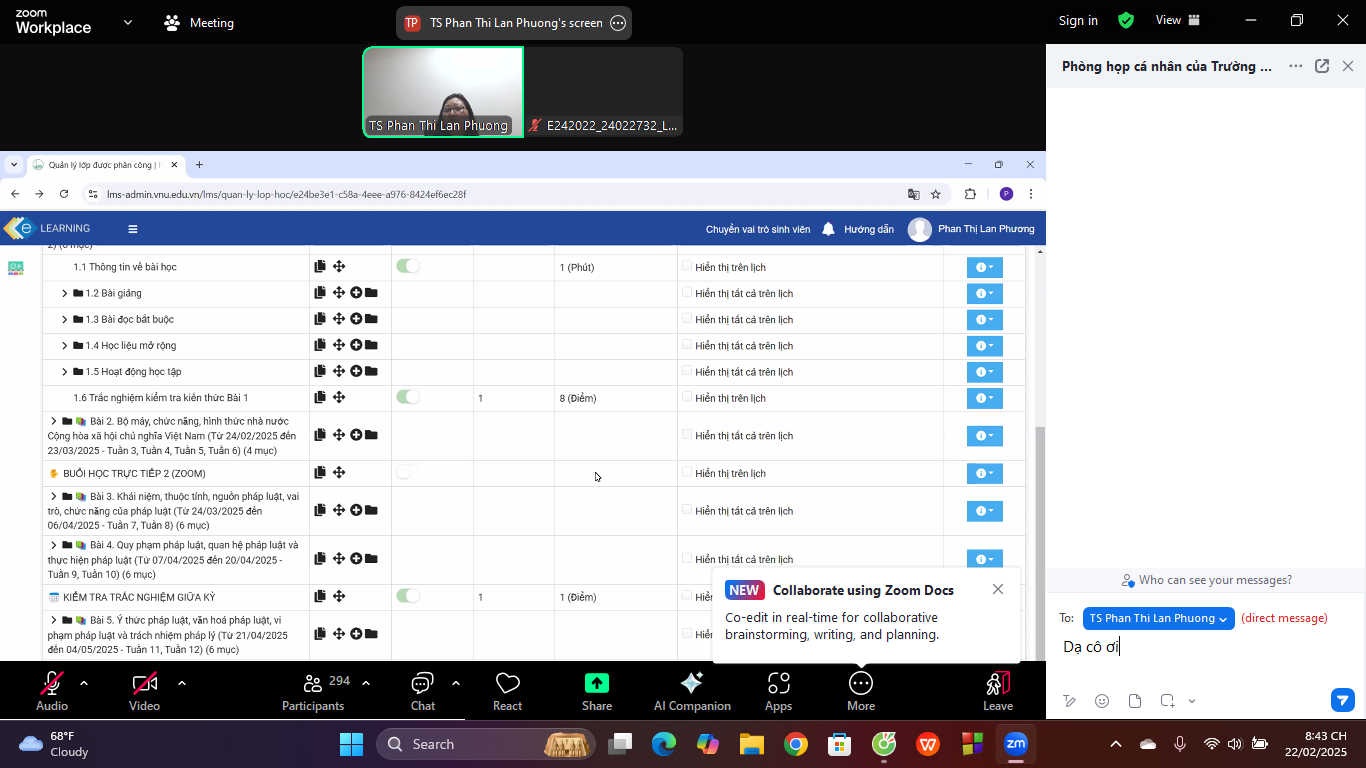 zoom
Workplace
Meeting
TP TS Phan Thi Lan Phuong's screen
Sign in
View
TS Phan Thi Lan Phuong
E242022_24022732_L...
Phòng họp cá nhân của Trường ...
Quản lý lớp được phân công |
lms-admin.vnu.edu.vn/lms/quan-ly-lop-hoc/e24be3e1-c58a-4eee-a976-8424ef6ec28f
P
e LEARNING
Chuyển vai trò sinh viên
Hướng dẫn
Phan Thị Lan Phương
1.1 Thông tin về bài học
1 (Phút)
Hiển thị trên lịch
1.2 Bài giảng
Hiển thị tất cả trên lịch
1.3 Bài đọc bắt buộc
Hiển thị tất cả trên lịch
1.4 Học liệu mở rộng
Hiển thị tất cả trên lịch
1.5 Hoạt động học tập
Hiển thị tất cả trên lịch
1.6 Trắc nghiệm kiểm tra kiến thức Bài 1
1
8 (Điểm)
Hiển thị trên lịch
Bài 2. Bộ máy, chức năng, hình thức nhà nước
Cộng hòa xã hội chủ nghĩa Việt Nam (Từ 24/02/2025 đến
23/03/2025 - Tuần 3, Tuần 4, Tuần 5, Tuần 6) (4 mục)
Hiển thị tất cả trên lịch
BUỔI HỌC TRỰC TIẾP 2 (ZOOM)
Hiển thị trên lịch
Bài 3. Khái niệm, thuộc tính, nguồn pháp luật, vai
trò, chức năng của pháp luật (Từ 24/03/2025 đến
06/04/2025 - Tuần 7, Tuần 8) (6 mục)
Hiển thị tất cả trên lịch
Bài 4. Quy phạm pháp luật, quan hệ pháp luật và
thực hiện pháp luật (Từ 07/04/2025 đến 20/04/2025 -
Tuần 9, Tuần 10) (6 mục)
Hiển thị tất cả trên lịch
KIỂM TRA TRẮC NGHIỆM GIỮA KỲ
1
1 (Điểm)
Bài 5. Ý thức pháp luật, văn hoá pháp luật, vi
phạm pháp luật và trách nhiệm pháp lý (Từ 21/04/2025
đến 04/05/2025 - Tuần 11, Tuần 12) (6 mục)
NEW Collaborate using Zoom Docs
Co-edit in real-time for collaborative
brainstorming, writing, and planning.
Who can see your messages?
To: TS Phan Thi Lan Phuong (direct message)
Dạ cô ơi
Audio
Video
294
Participants
Chat
React
Share
AI Companion
Apps
More
Leave
68°F
Cloudy
Search
zm
8:43 CH
22/02/2025